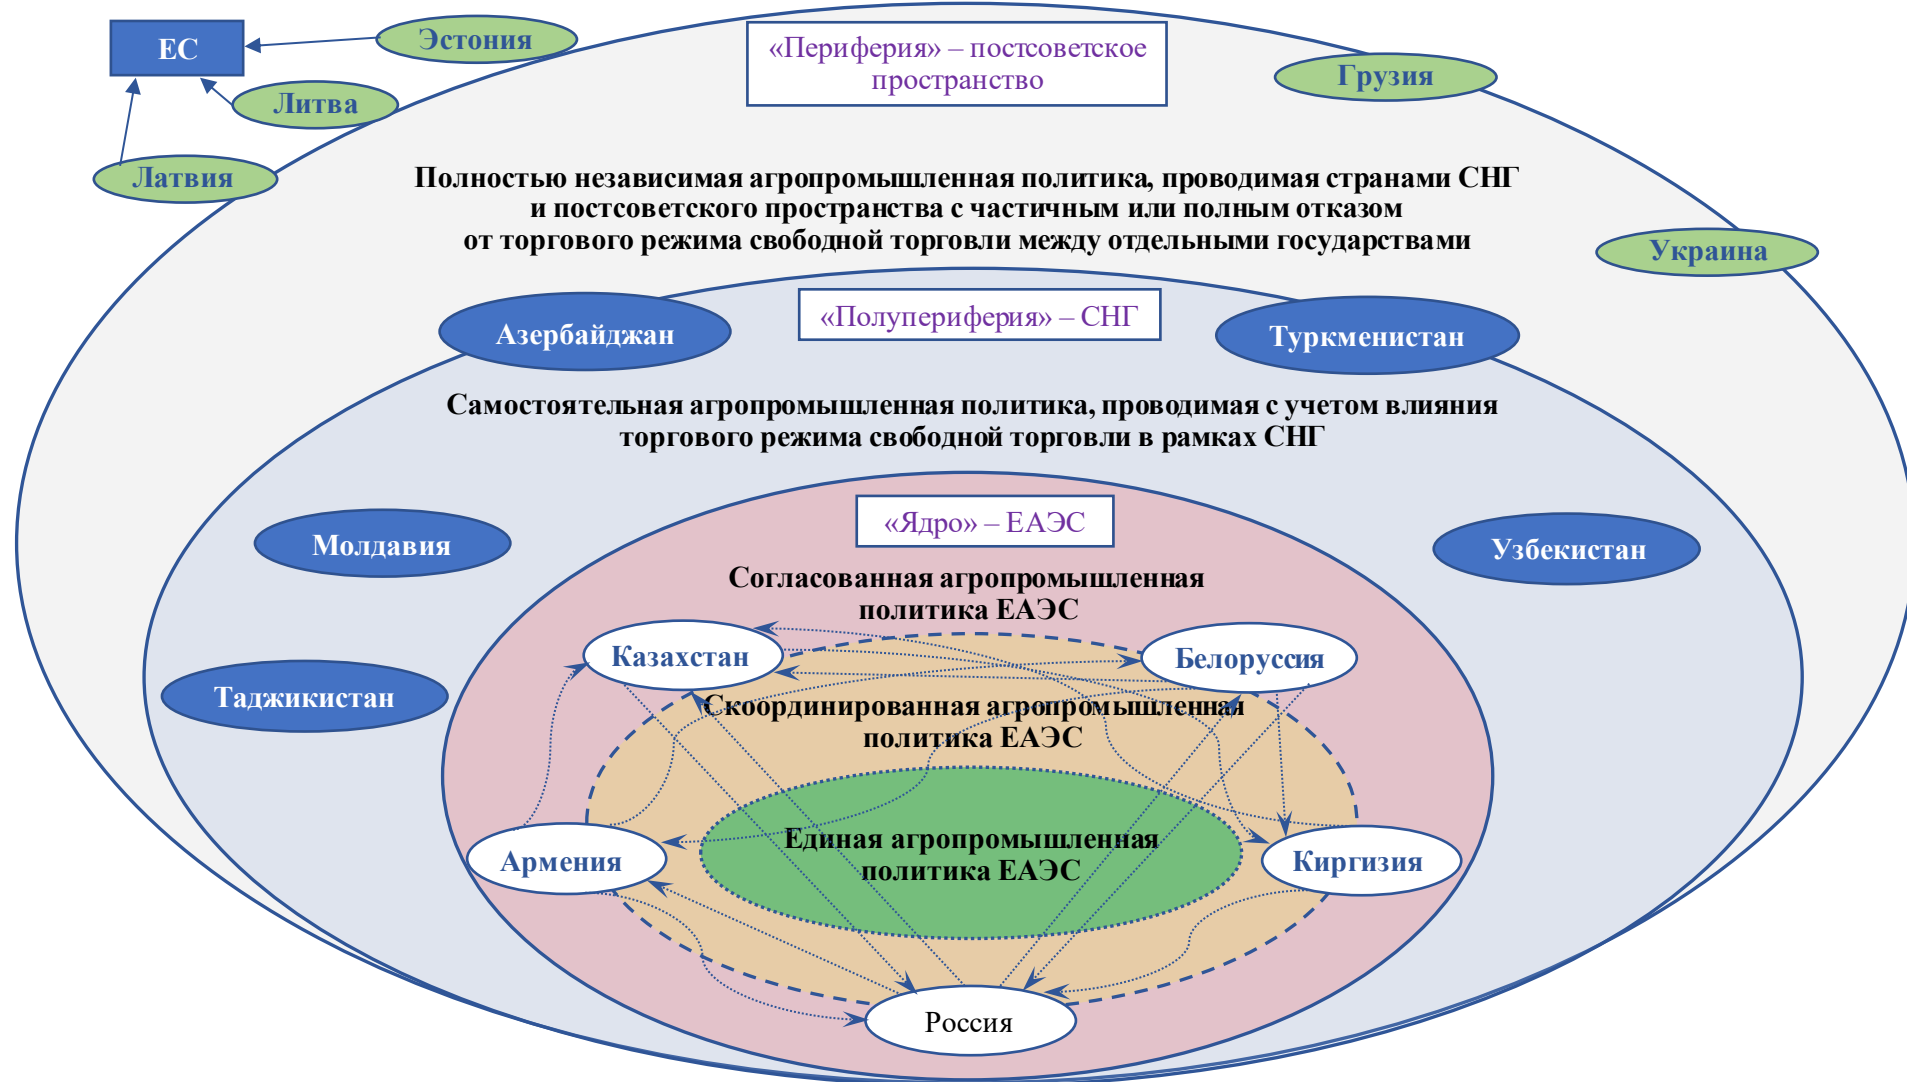 ЕС
Эстония
Литва
Латвия
«Периферия» – постсоветское
пространство
Грузия
Полностью независимая агропромышленная политика, проводимая странами СНГ
и постсоветского пространства с частичным или полным отказом
от торгового режима свободной торговли между отдельными государствами
Украина
Азербайджан
«Полупериферия» – СНГ
Туркменистан
Самостоятельная агропромышленная политика, проводимая с учетом влияния
торгового режима свободной торговли в рамках СНГ
Молдавия
«Ядро» – ЕАЭС
Узбекистан
Согласованная агропромышленная
политика ЕАЭС
Казахстан
Белоруссия
Таджикистан
Скоординированная агропромышленная
политика ЕАЭС
Единая агропромышленная
политика ЕАЭС
Армения
Киргизия
Россия